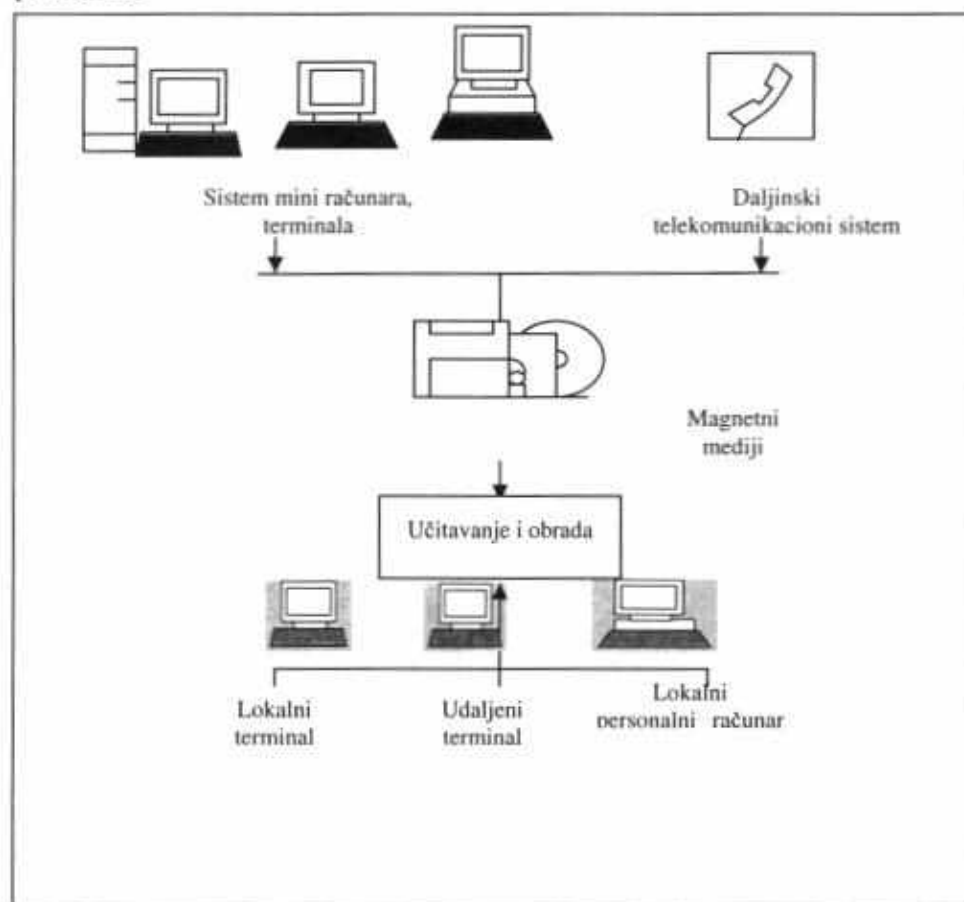 Sistem mini računara,
terminala
Daljinski
telekomunikacioni sistem
Magnetni
mediji
Učitavanje i obrada
Lokalni
terminal
Udaljeni
terminal
Lokalni
personalni računar